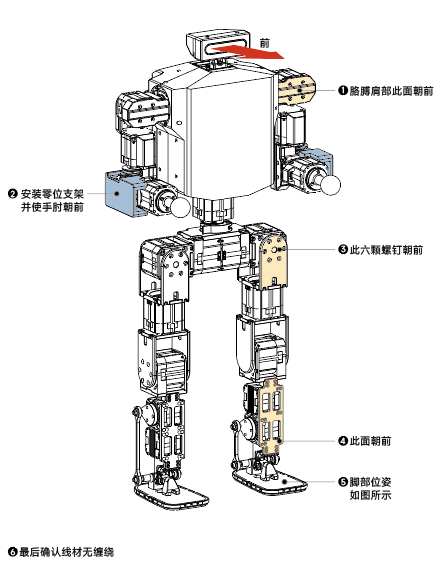 前
❶胳膊肩部此面朝前
❷安装零位支架
并使手肘朝前
❸此六颗螺钉朝前
❹此面朝前
❺脚部位姿
如图所示
❻最后确认线材无缠绕